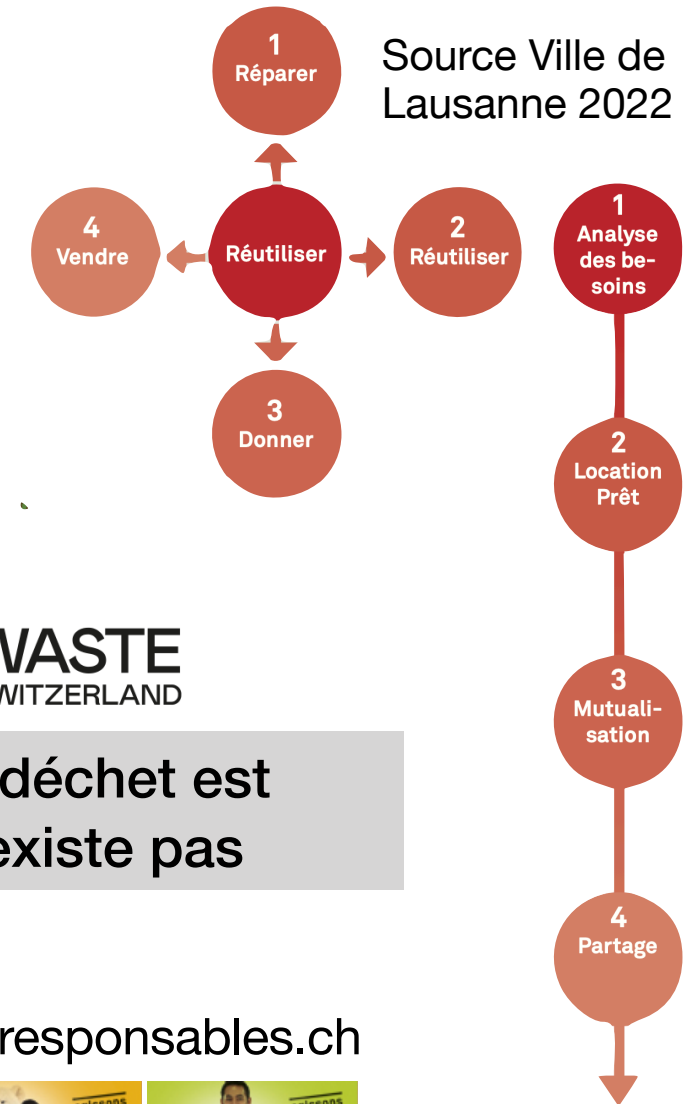 1
Réparer
Source Ville de
Lausanne 2022
4
Vendre
Réutiliser
2
Réutiliser
3
Donner
1
Analyse
des be-
soins
2
Location
Prêt
3
Mutuali-
sation
4
Partage
WASTE
WITZERLAND
déchet est
existe pas
responsables.ch